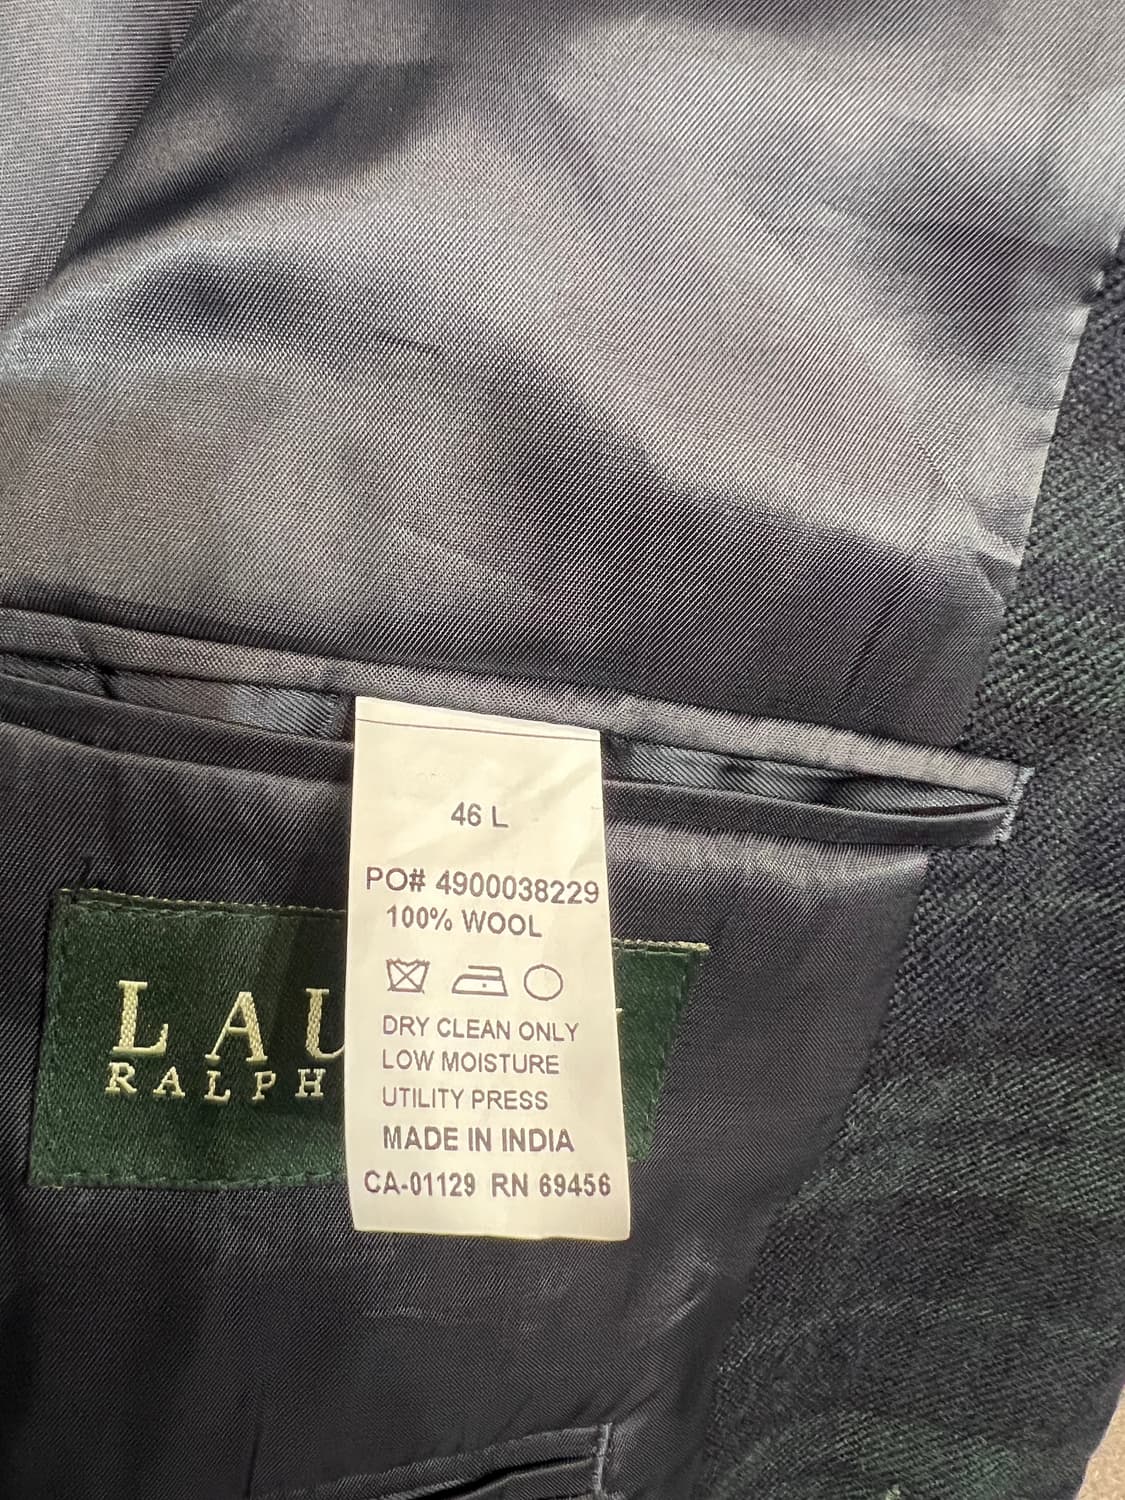 46 L
PO# 4900038229
100% WOOL
DRY CLEAN ONLY
LOW MOISTURE
UTILITY PRESS
MADE IN INDIA
CA-01129 RN 69456
LAU
RALPH